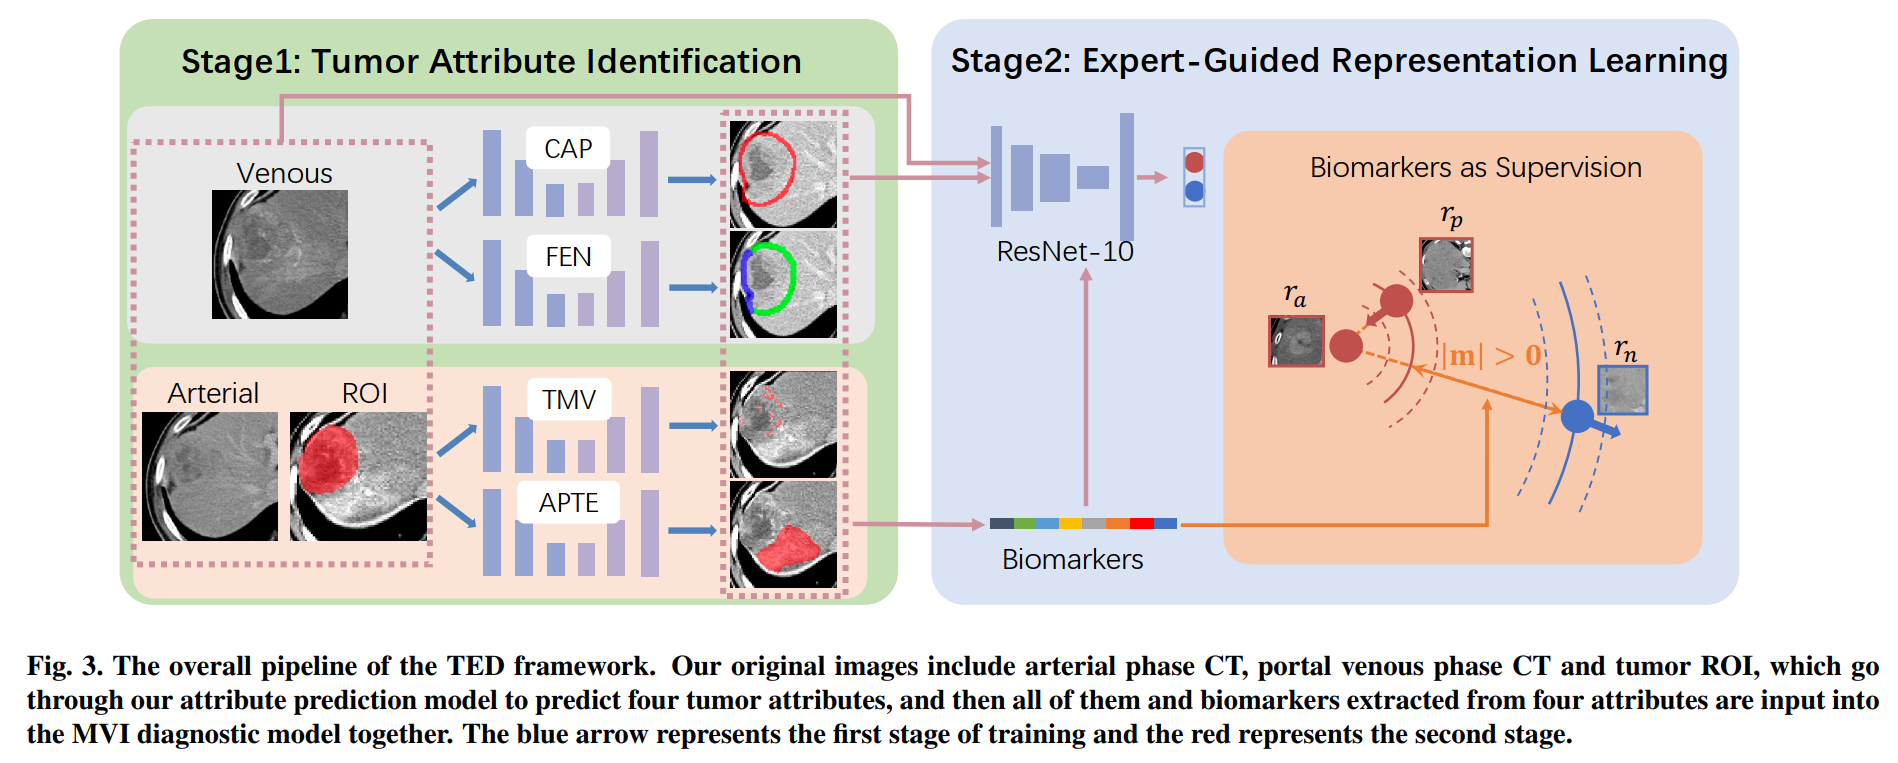 Stage1: Tumor Attribute Identification
Venous
CAP
FEN
Arterial
ROI
TMV
APTE
Stage2: Expert-Guided Representation Learning
ResNet-10
Biomarkers
Biomarkers as Supervision
r_p
r_a
|m| > 0
r_n
Fig. 3. The overall pipeline of the TED framework. Our original images include arterial phase CT, portal venous phase CT and tumor ROI, which go
through our attribute prediction model to predict four tumor attributes, and then all of them and biomarkers extracted from four attributes are input into
the MVI diagnostic model together. The blue arrow represents the first stage of training and the red represents the second stage.